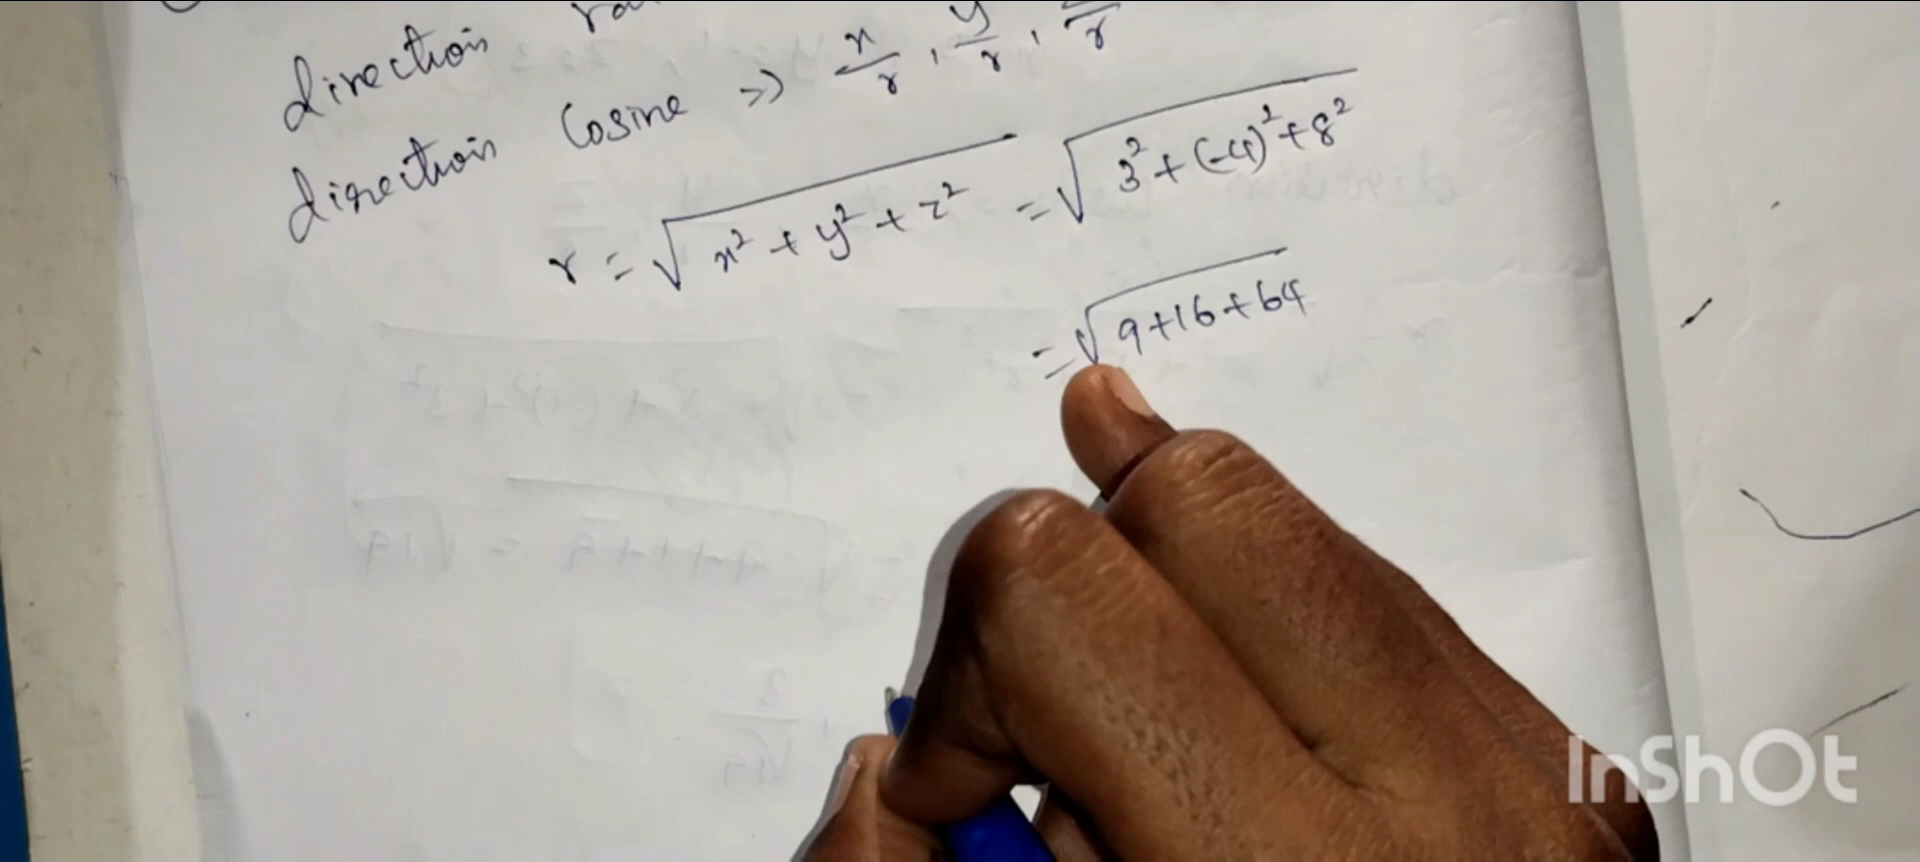 direction
direction Cosine => x/r, y/r, z/r
r = √x² + y² + z² = √3² + (-4)² + 8²
= √9+16+64
InShOt